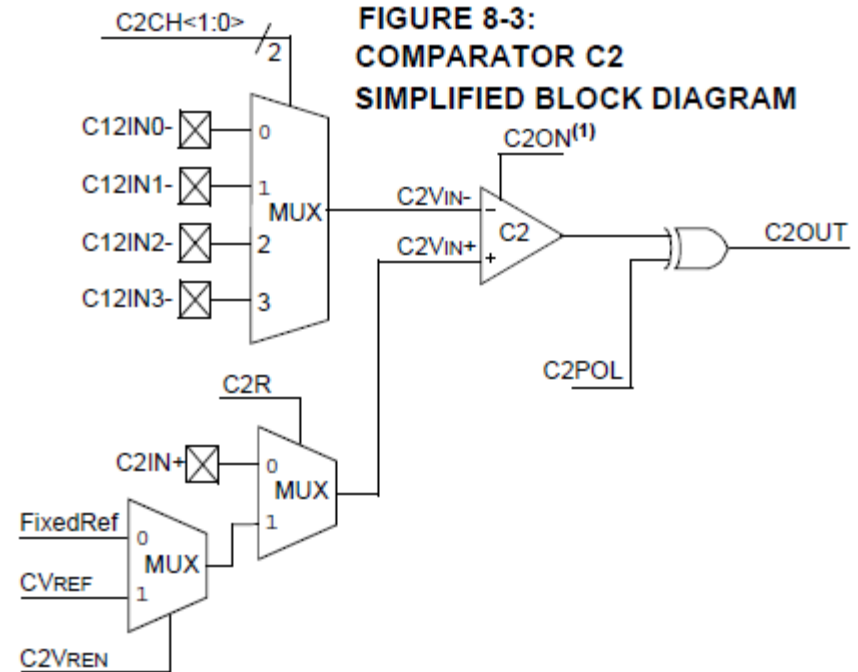 C2CH<1:0>
2
FIGURE 8-3:
COMPARATOR C2
SIMPLIFIED BLOCK DIAGRAM
C12IN0-
0
C12IN1-
1
MUX
C12IN2-
2
C12IN3-
3
C2ON(1)
C2VIN-
-
C2
C2VIN+
+
C2OUT
C2POL
C2R
C2IN+
0
MUX
1
FixedRef
0
MUX
CVREF
1
C2VREN